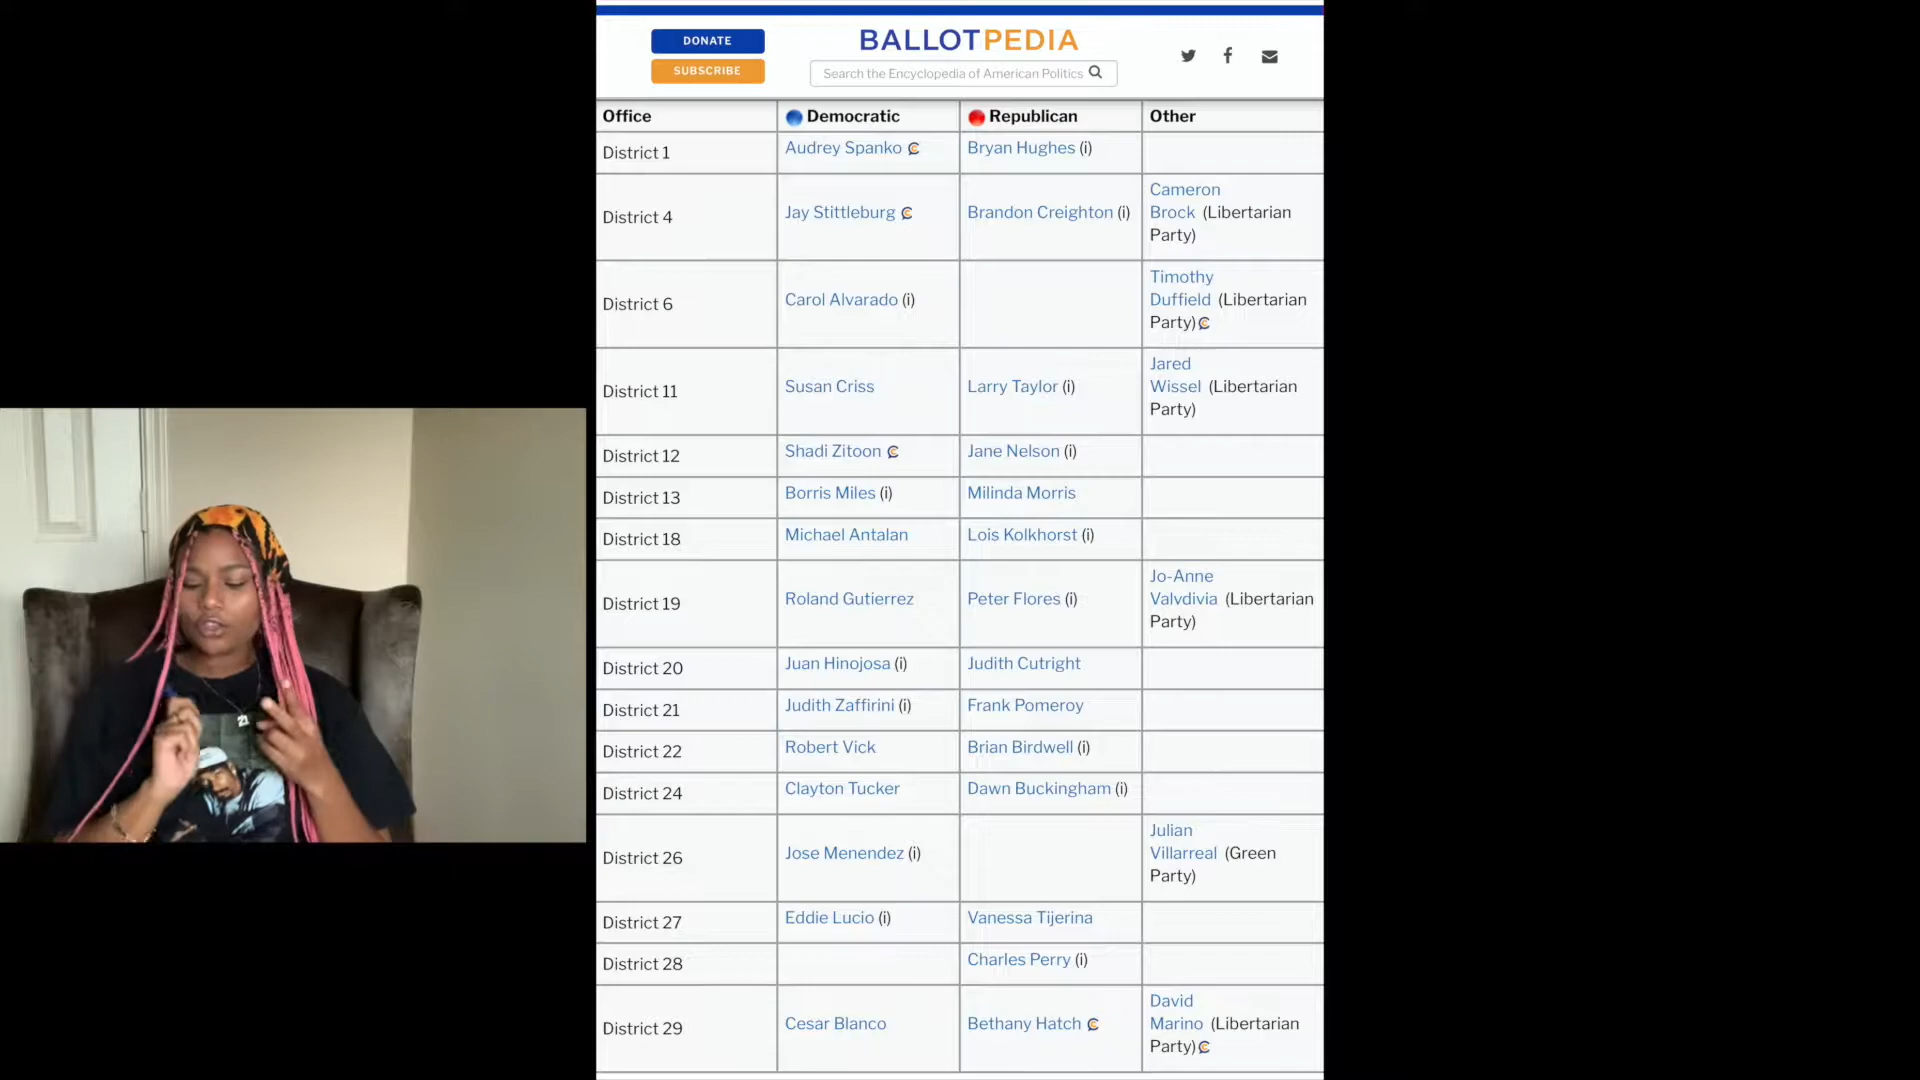 DONATE
SUBSCRIBE
BALLOTPEDIA
Search the Encyclopedia of American Politics
Office Democratic Republican Other
District 1 Audrey Spanko Bryan Hughes (i)
District 4 Jay Stittleburg Brandon Creighton (i) Cameron
Brock (Libertarian
Party)
District 6 Carol Alvarado (i) Timothy
Duffield (Libertarian
Party)
District 11 Susan Criss Larry Taylor (i) Jared
Wissel (Libertarian
Party)
District 12 Shadi Zitoon Jane Nelson (i)
District 13 Borris Miles (i) Milinda Morris
District 18 Michael Antalan Lois Kolkhorst (i)
District 19 Roland Gutierrez Peter Flores (i) Jo-Anne
Valvdivia (Libertarian
Party)
District 20 Juan Hinojosa (i) Judith Cutright
District 21 Judith Zaffirini (i) Frank Pomeroy
District 22 Robert Vick Brian Birdwell (i)
District 24 Clayton Tucker Dawn Buckingham (i)
District 26 Jose Menendez (i) Julian
Villarreal (Green
Party)
District 27 Eddie Lucio (i) Vanessa Tijerina
District 28 Charles Perry (i)
District 29 Cesar Blanco Bethany Hatch David
Marino (Libertarian
Party)
21